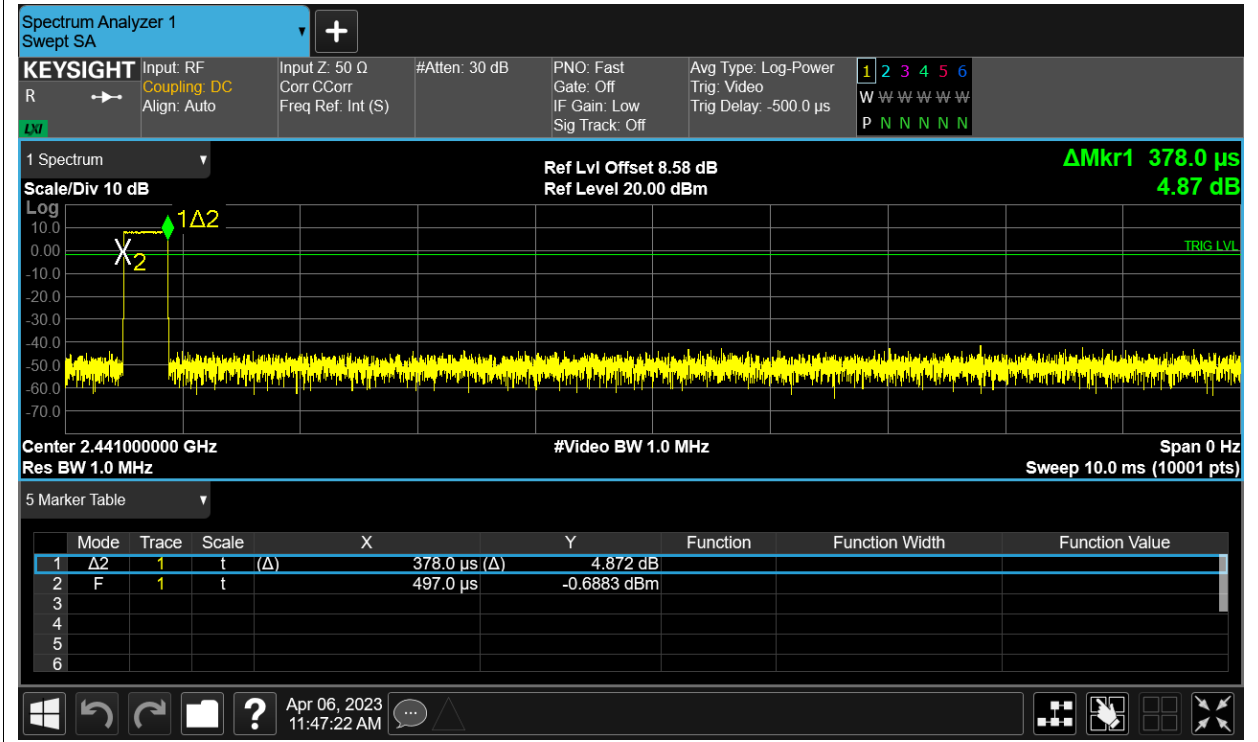 Spectrum Analyzer 1
Swept SA
KEYSIGHT
R
LXI
Input: RF
Coupling: DC
Align: Auto
Input Z: 50 Ω
Corr CCorr
Freq Ref: Int (S)
#Atten: 30 dB
PNO: Fast
Gate: Off
IF Gain: Low
Sig Track: Off
Avg Type: Log-Power
Trig: Video
Trig Delay: -500.0 µs
1 2 3 4 5 6
W W W W W W
P N N N N N
1 Spectrum
Scale/Div 10 dB
Ref Lvl Offset 8.58 dB
Ref Level 20.00 dBm
ΔMkr1 378.0 µs
4.87 dB
Log
10.0
0.00
-10.0
-20.0
-30.0
-40.0
-50.0
-60.0
-70.0
1Δ2
X2
TRIG LVL
Center 2.441000000 GHz
Res BW 1.0 MHz
#Video BW 1.0 MHz
Span 0 Hz
Sweep 10.0 ms (10001 pts)
5 Marker Table
Mode Trace Scale X Y Function Function Width Function Value
1 Δ2 1 t (Δ) 378.0 µs (Δ) 4.872 dB
2 F 1 t 497.0 µs -0.6883 dBm
3
4
5
6
?
Apr 06, 2023
11:47:22 AM